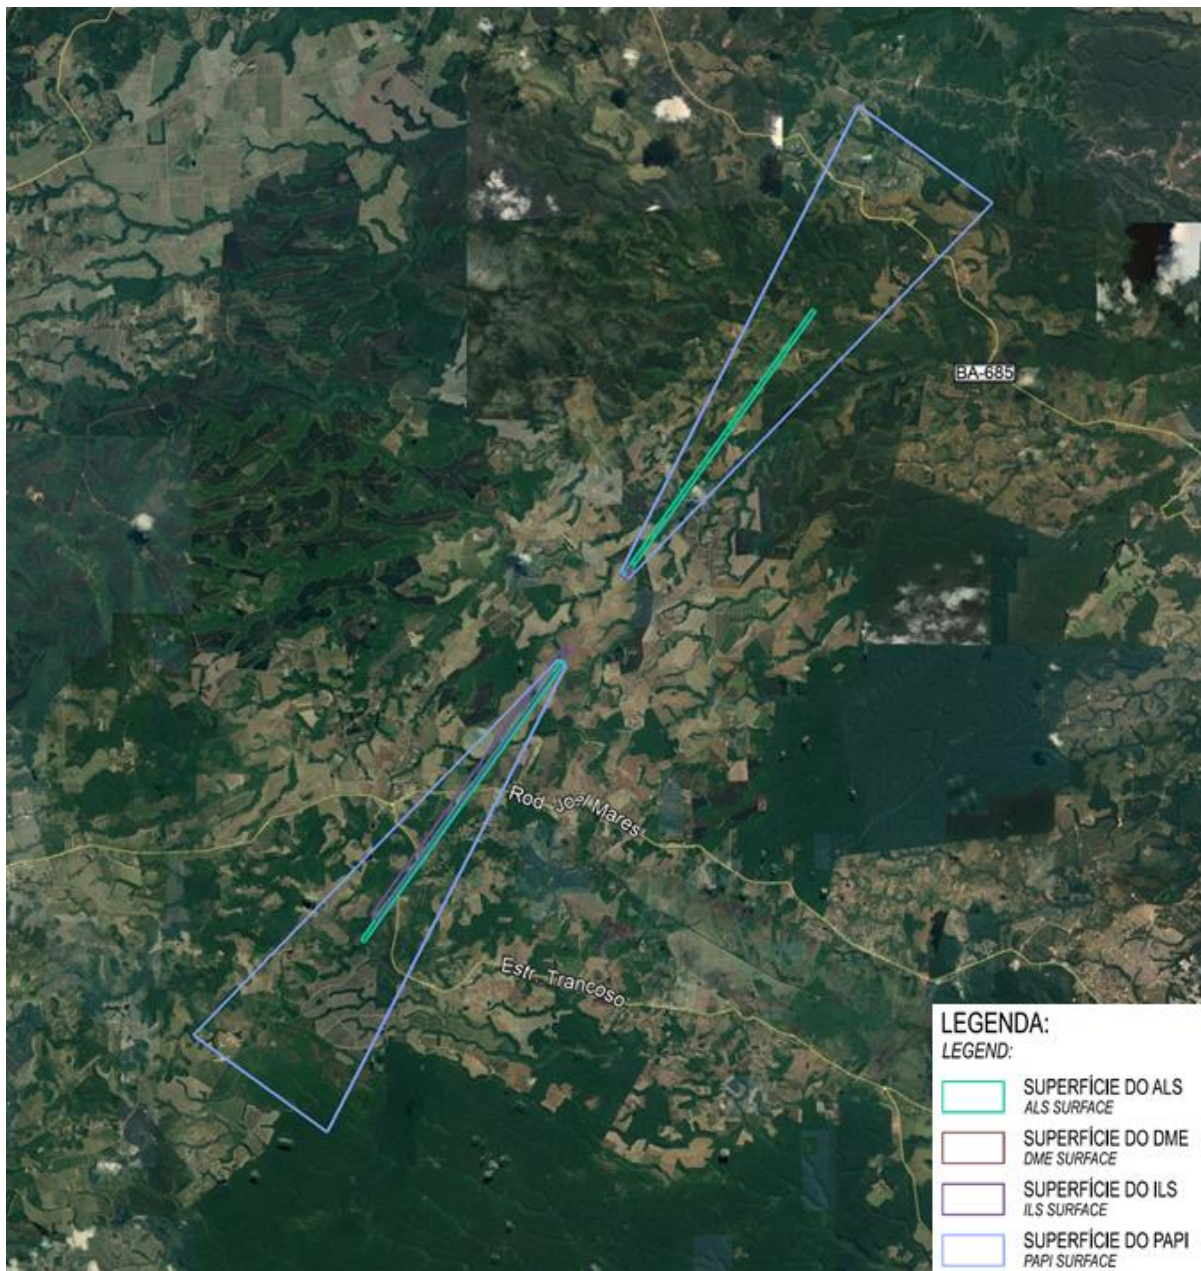 BA-685
Rod. Joel Mares
Estr. Trancoso
LEGENDA:
LEGEND:
SUPERFÍCIE DO ALS
ALS SURFACE
SUPERFÍCIE DO DME
DME SURFACE
SUPERFÍCIE DO ILS
ILS SURFACE
SUPERFÍCIE DO PAPI
PAPI SURFACE